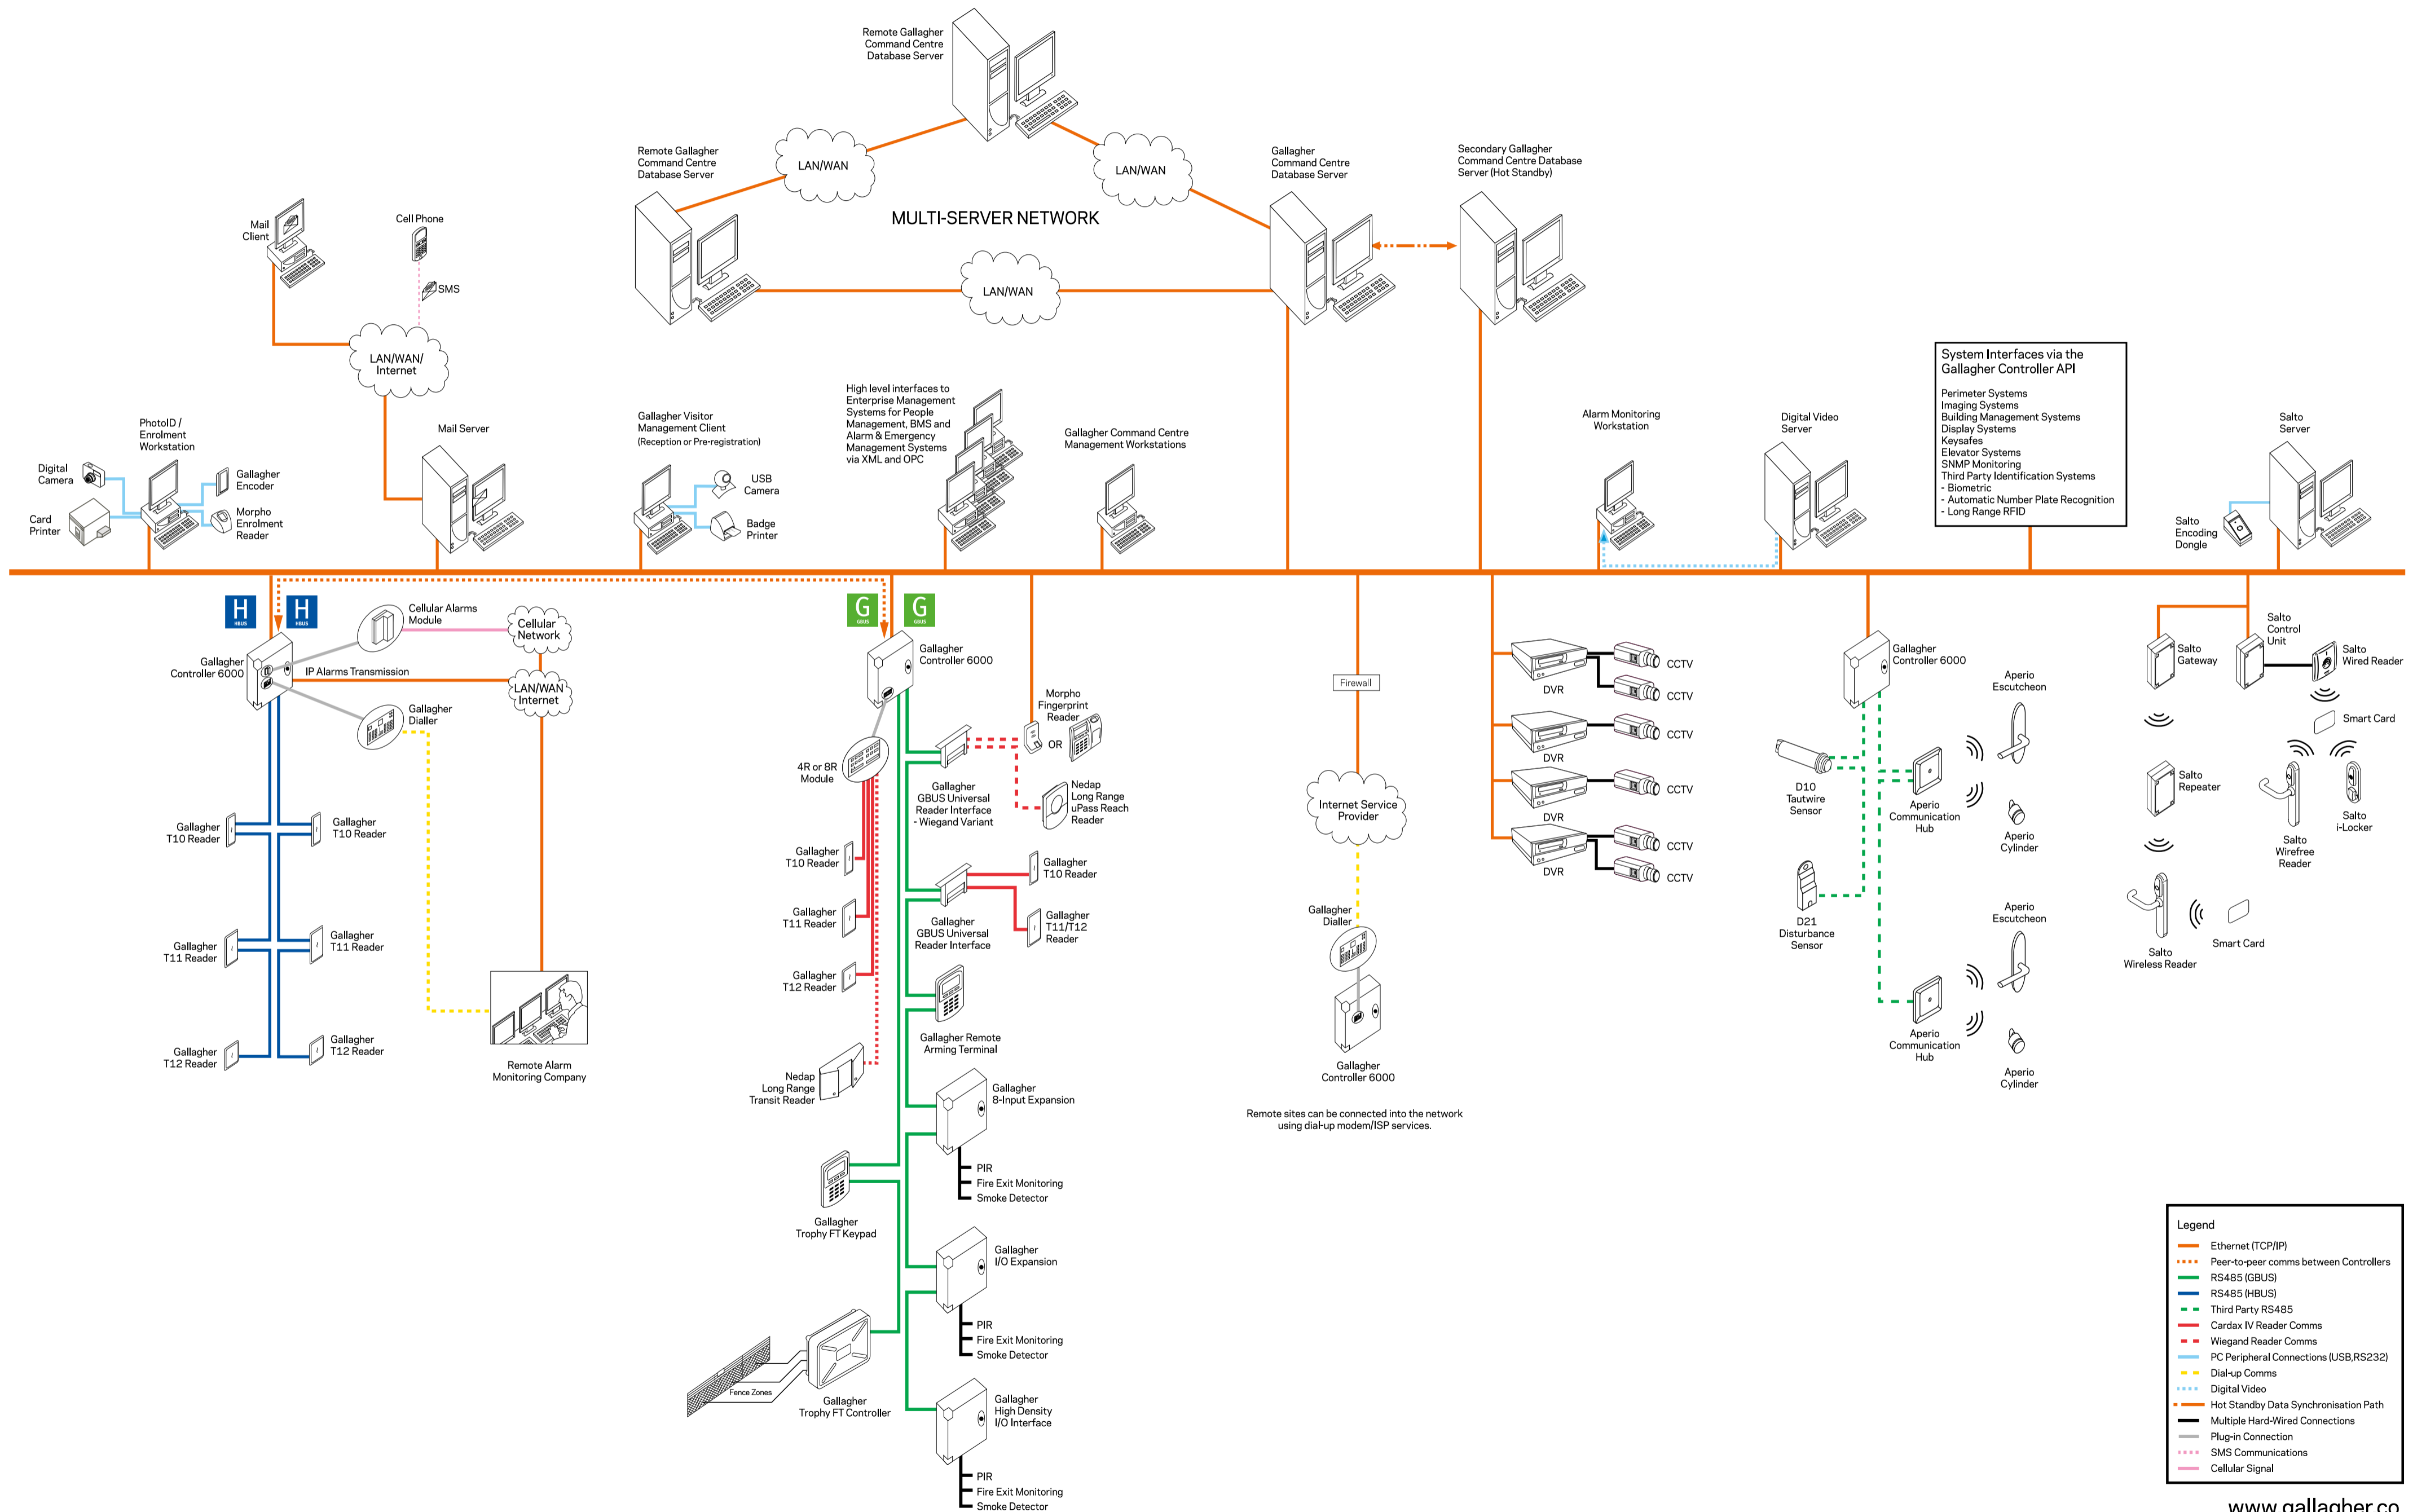 Remote Gallagher
Command Centre
Database Server
Remote Gallagher
Command Centre
Database Server
LAN/WAN
LAN/WAN
Gallagher
Command Centre
Database Server
Secondary Gallagher
Command Centre Database
Server (Hot Standby)
MULTI-SERVER NETWORK
LAN/WAN
Mail
Client
Cell Phone
SMS
LAN/WAN/
Internet
PhotoID /
Enrolment
Workstation
Digital
Camera
Card
Printer
Gallagher
Encoder
Morpho
Enrolment
Reader
Mail Server
Gallagher Visitor
Management Client
(Reception or Pre-registration)
USB
Camera
Badge
Printer
High level interfaces to
Enterprise Management
Systems for People
Management, BMS and
Alarm & Emergency
Management Systems
via XML and OPC
Gallagher Command Centre
Management Workstations
Alarm Monitoring
Workstation
Digital Video
Server
System Interfaces via the
Gallagher Controller API
Perimeter Systems
Imaging Systems
Building Management Systems
Display Systems
Keysafes
Elevator Systems
SNMP Monitoring
Third Party Identification Systems
- Biometric
- Automatic Number Plate Recognition
- Long Range RFID
Salto
Server
Salto
Encoding
Dongle
H
HBUS
H
HBUS
Gallagher
Controller 6000
Cellular Alarms
Module
Cellular
Network
IP Alarms Transmission
LAN/WAN
Internet
Gallagher
Dialler
Gallagher
T10 Reader
Gallagher
T10 Reader
Gallagher
T11 Reader
Gallagher
T11 Reader
Gallagher
T12 Reader
Gallagher
T12 Reader
Remote Alarm
Monitoring Company
G
GBUS
G
GBUS
Gallagher
Controller 6000
4R or 8R
Module
Gallagher
GBUS Universal
Reader Interface
- Wiegand Variant
Morpho
Fingerprint
Reader
OR
Nedap
Long Range
uPass Reach
Reader
Gallagher
T10 Reader
Gallagher
T11 Reader
Gallagher
T12 Reader
Nedap
Long Range
Transit Reader
Gallagher
GBUS Universal
Reader Interface
Gallagher
T10 Reader
Gallagher
T11/T12
Reader
Gallagher Remote
Arming Terminal
Gallagher
8-Input Expansion
PIR
Fire Exit Monitoring
Smoke Detector
Gallagher
Trophy FT Keypad
Gallagher
I/O Expansion
PIR
Fire Exit Monitoring
Smoke Detector
Fence Zones
Gallagher
Trophy FT Controller
Gallagher
High Density
I/O Interface
PIR
Fire Exit Monitoring
Smoke Detector
Firewall
Internet Service
Provider
Gallagher
Dialler
Gallagher
Controller 6000
Remote sites can be connected into the network
using dial-up modem/ISP services.
DVR
CCTV
CCTV
DVR
CCTV
DVR
CCTV
DVR
CCTV
CCTV
Gallagher
Controller 6000
D10
Tautwire
Sensor
D21
Disturbance
Sensor
Aperio
Communication
Hub
Aperio
Escutcheon
Aperio
Cylinder
Aperio
Communication
Hub
Aperio
Escutcheon
Aperio
Cylinder
Salto
Gateway
Salto
Control
Unit
Salto
Wired Reader
Smart Card
Salto
Repeater
Salto
Wirefree
Reader
Salto
i-Locker
Salto
Wireless Reader
Smart Card
Legend
Ethernet (TCP/IP)
Peer-to-peer comms between Controllers
RS485 (GBUS)
RS485 (HBUS)
Third Party RS485
Cardax IV Reader Comms
Wiegand Reader Comms
PC Peripheral Connections (USB,RS232)
Dial-up Comms
Digital Video
Hot Standby Data Synchronisation Path
Multiple Hard-Wired Connections
Plug-in Connection
SMS Communications
Cellular Signal
www.gallagher.co